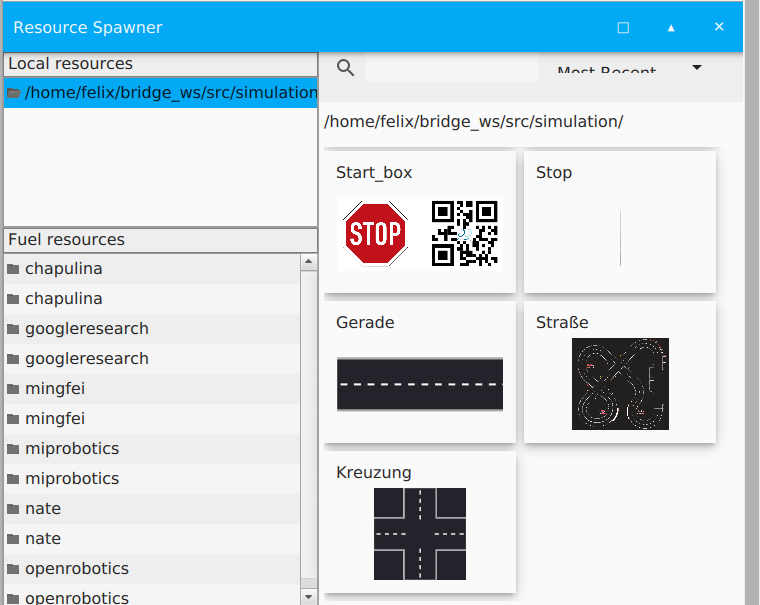 Resource Spawner
Local resources
/home/felix/bridge_ws/src/simulation
Fuel resources
chapulina
chapulina
googleresearch
googleresearch
mingfei
mingfei
miprobotics
miprobotics
nate
nate
openrobotics
openrobotics
Most Recent
/home/felix/bridge_ws/src/simulation/
Start_box
STOP
Stop
Gerade
Straße
Kreuzung